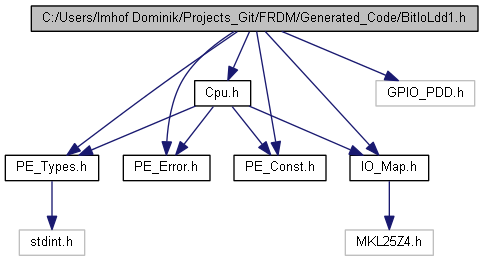 C:/Users/Imhof Dominik/Projects_Git/FRDM/Generated_Code/BitIoLdd1.h
Cpu.h
GPIO_PDD.h
PE_Types.h
PE_Error.h
PE_Const.h
IO_Map.h
stdint.h
MKL25Z4.h